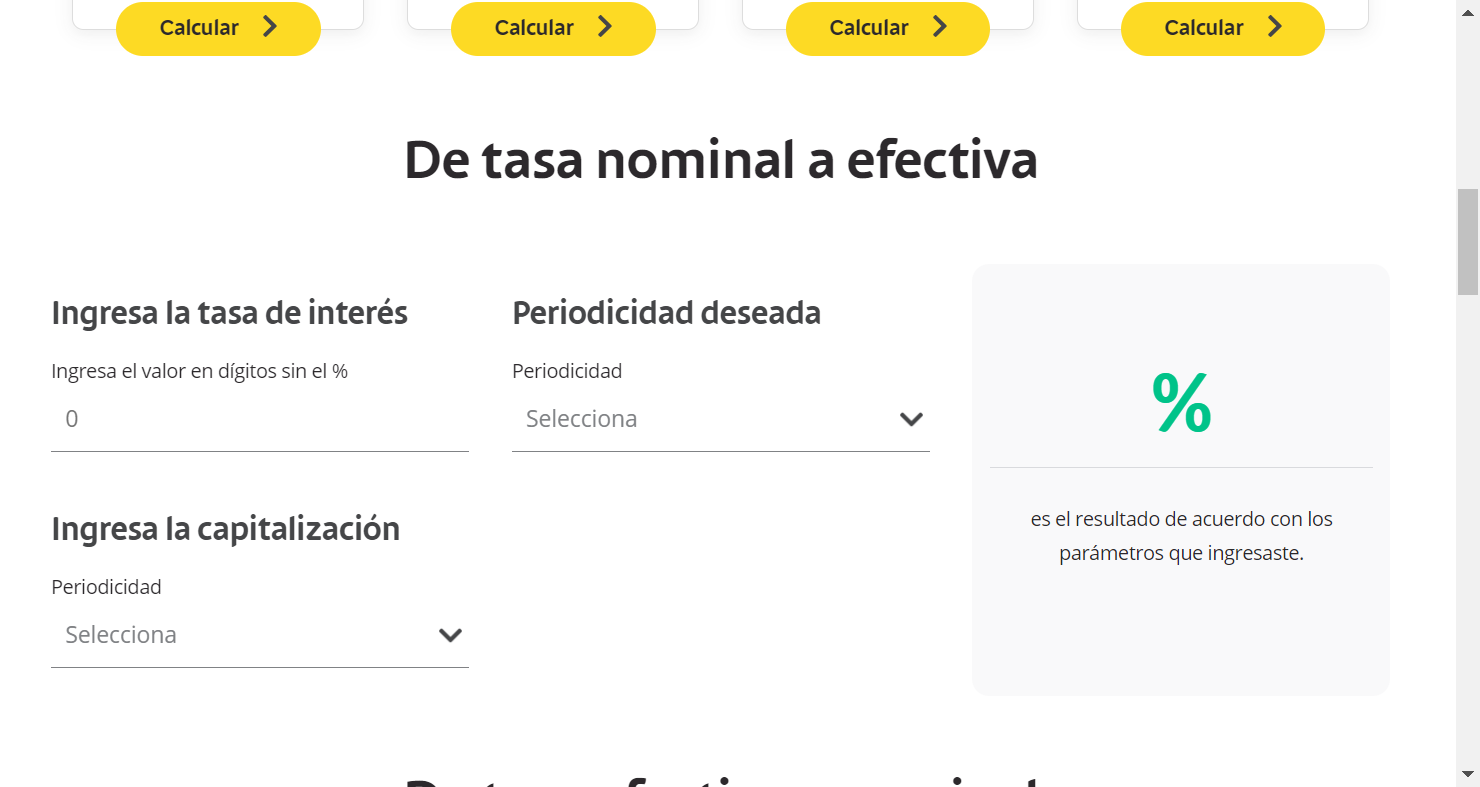 Calcular
Calcular
Calcular
Calcular
De tasa nominal a efectiva
Ingresa la tasa de interés
Ingresa el valor en dígitos sin el %
0
Periodicidad deseada
Periodicidad
Selecciona
Ingresa la capitalización
Periodicidad
Selecciona
%
es el resultado de acuerdo con los
parámetros que ingresaste.